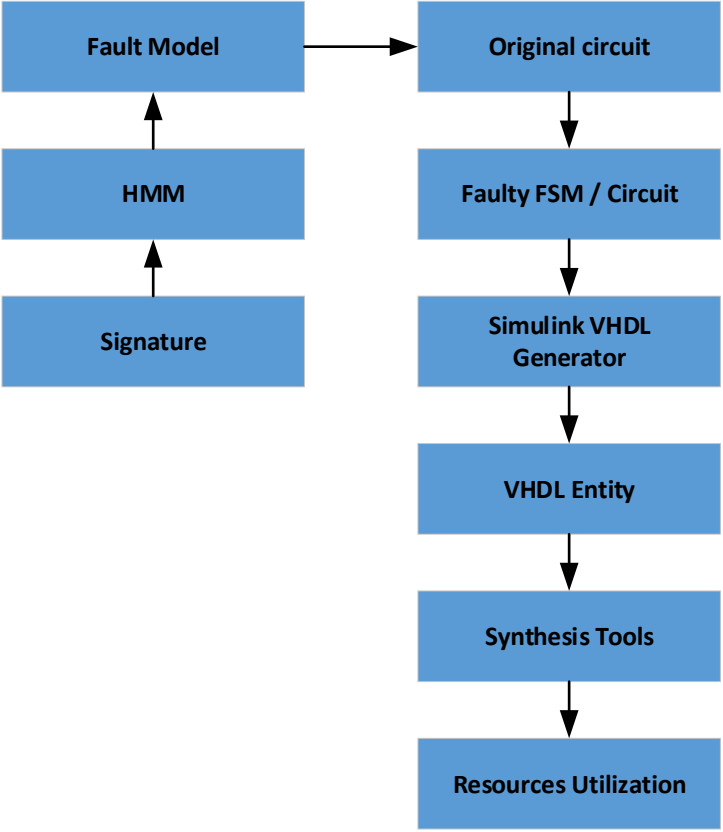 Fault Model
Original circuit
HMM
Faulty FSM / Circuit
Signature
Simulink VHDL
Generator
VHDL Entity
Synthesis Tools
Resources Utilization